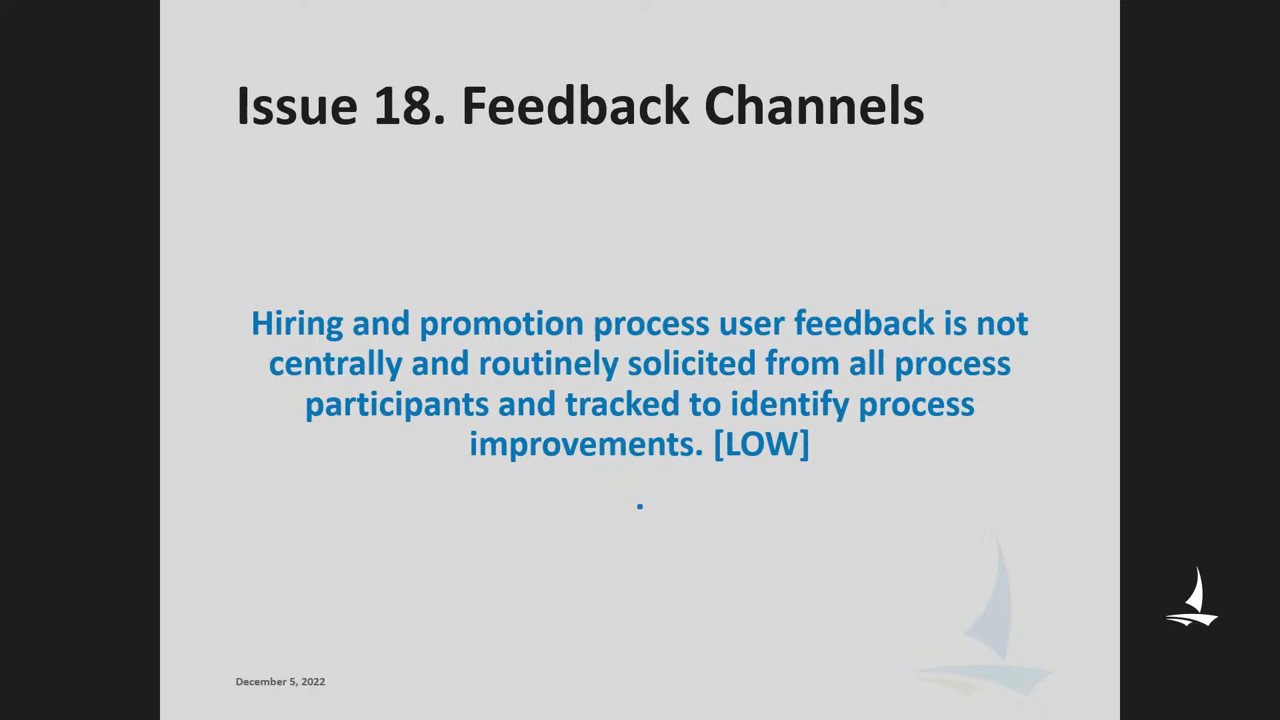 Issue 18. Feedback Channels
Hiring and promotion process user feedback is not
centrally and routinely solicited from all process
participants and tracked to identify process
improvements. [LOW]
.
December 5, 2022